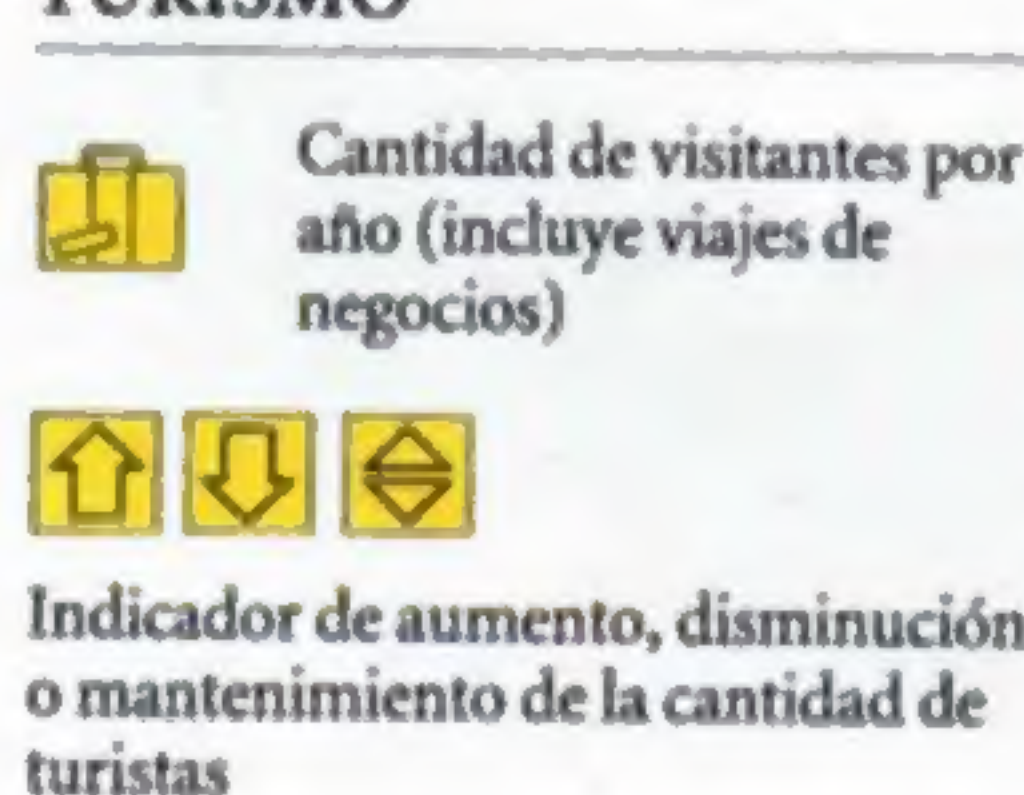 TURISMO
Cantidad de visitantes por
año (incluye viajes de
negocios)
Indicador de aumento, disminución
o mantenimiento de la cantidad de
turistas